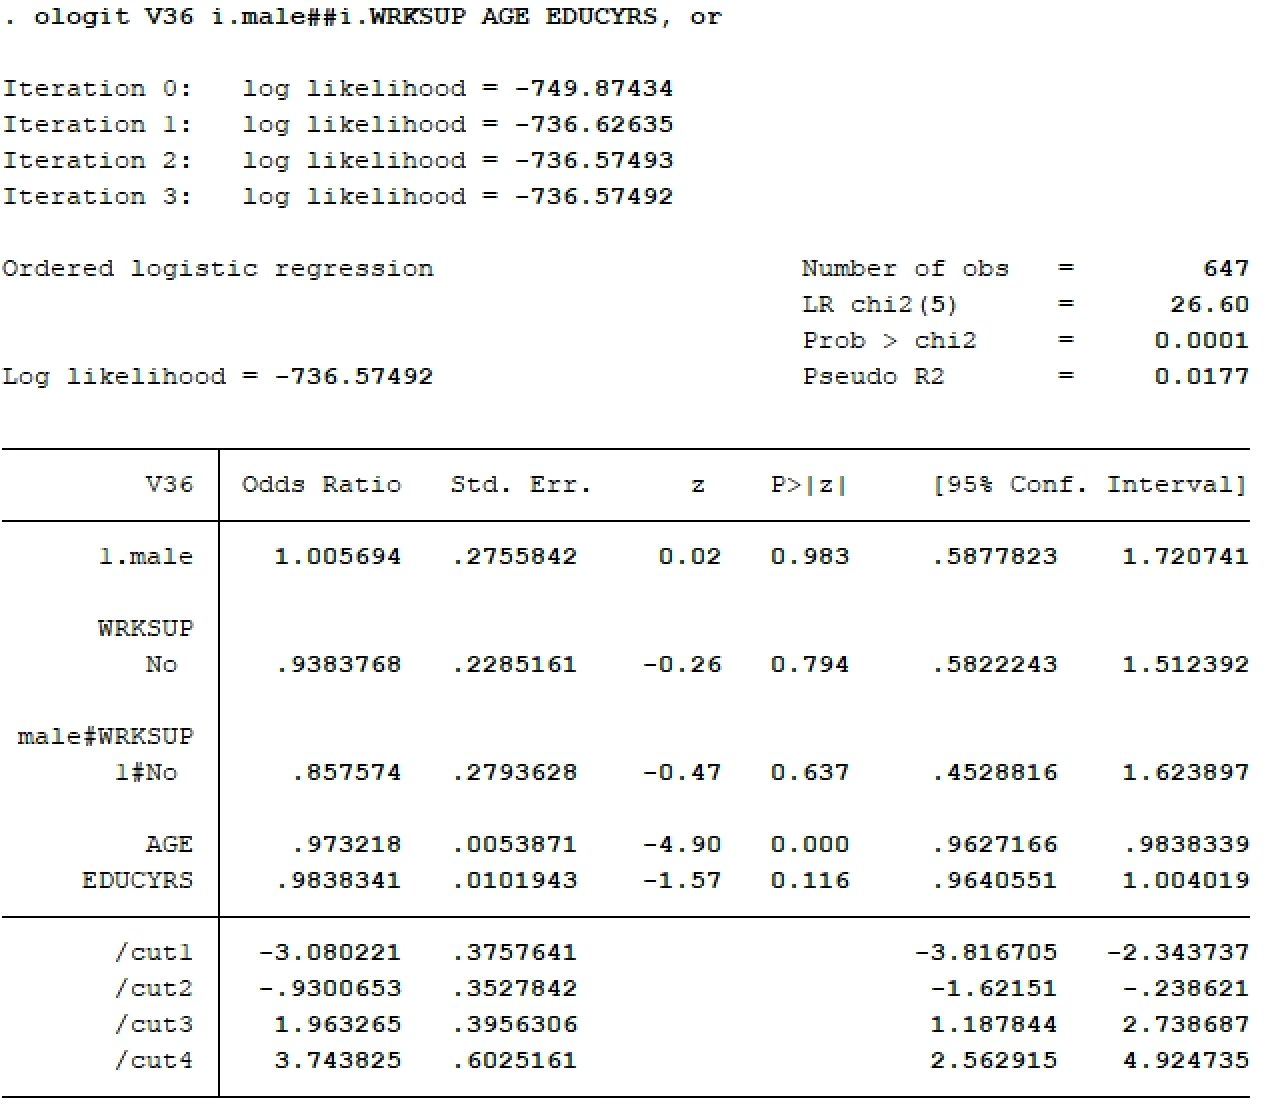 . ologit V36 i.male##i.WRKSUP AGE EDUCYRS, or
Iteration 0:   log likelihood = -749.87434
Iteration 1:   log likelihood = -736.62635
Iteration 2:   log likelihood = -736.57493
Iteration 3:   log likelihood = -736.57492
Ordered logistic regression   Number of obs   =   647
LR chi2(5)   =   26.60
Prob > chi2   =   0.0001
Log likelihood = -736.57492   Pseudo R2   =   0.0177
V36   Odds Ratio   Std. Err.   z   P>|z|   [95% Conf. Interval]
1.male   1.005694   .2755842   0.02   0.983   .5877823   1.720741
WRKSUP
No   .9383768   .2285161   -0.26   0.794   .5822243   1.512392
male#WRKSUP
1#No   .857574   .2793628   -0.47   0.637   .4528816   1.623897
AGE   .973218   .0053871   -4.90   0.000   .9627166   .9838339
EDUCYRS   .9838341   .0101943   -1.57   0.116   .9640551   1.004019
/cut1   -3.080221   .3757641   -3.816705   -2.343737
/cut2   -.9300653   .3527842   -1.62151   -.238621
/cut3   1.963265   .3956306   1.187844   2.738687
/cut4   3.743825   .6025161   2.562915   4.924735